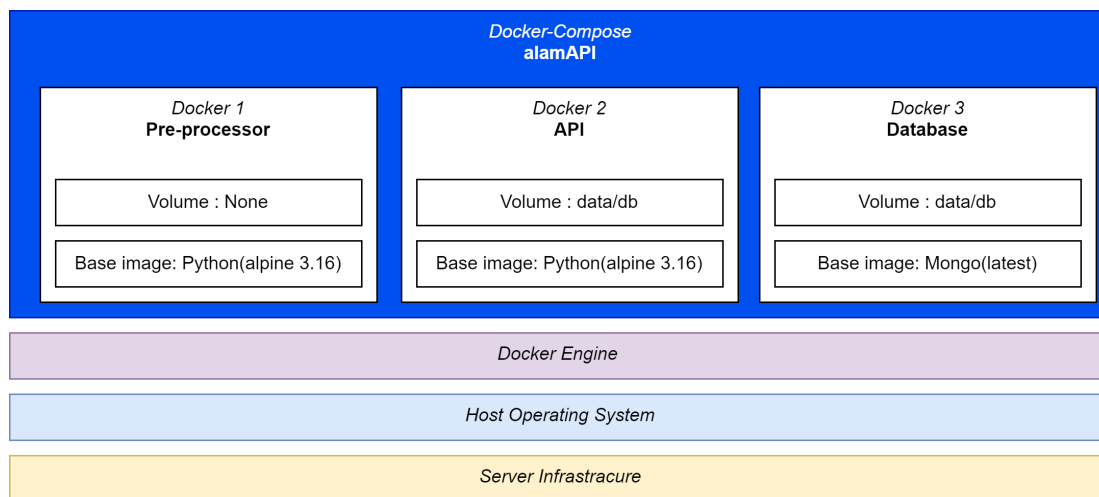 Docker-Compose
alamAPI
Docker 1
Pre-processor
Volume : None
Base image: Python(alpine 3.16)
Docker 2
API
Volume : data/db
Base image: Python(alpine 3.16)
Docker 3
Database
Volume : data/db
Base image: Mongo(latest)
Docker Engine
Host Operating System
Server Infrastracure